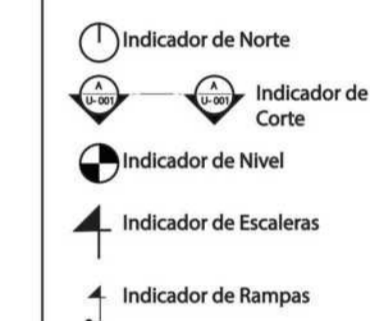 Indicador de Norte
A
U-001
A
U-001
Indicador de
Corte
Indicador de Nivel
Indicador de Escaleras
Indicador de Rampas